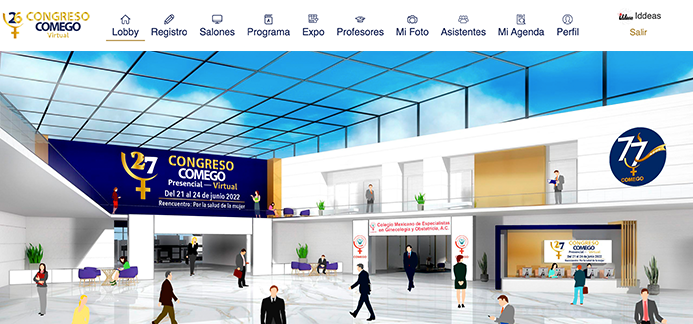 26 CONGRESO
COMEGO
Virtual
Lobby
Registro
Salones
Programa
Expo
Profesores
Mi Foto
Asistentes
Mi Agenda
Perfil
Iddeas
Salir
27 CONGRESO
COMEGO
Presencial — Virtual
Del 21 al 24 de junio 2022
Reencuentro: Por la salud de la mujer
77
COMEGO
Colegio Mexicano de Especialistas
en Ginecología y Obstetricia, A.C.
27 CONGRESO
COMEGO
Presencial — Virtual
Del 21 al 24 de junio 2022